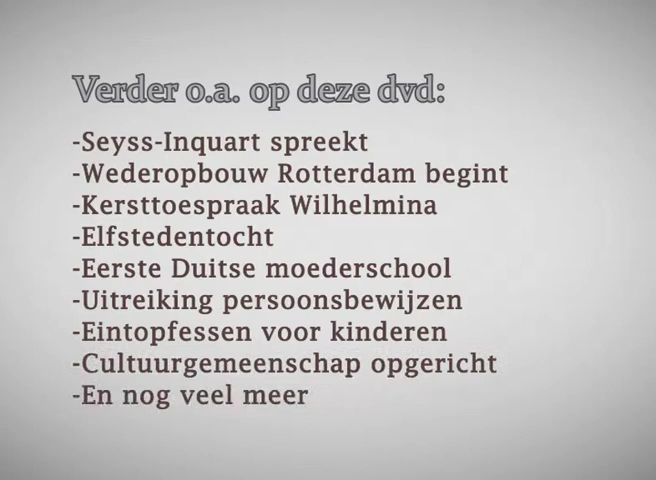 Verder o.a. op deze dvd:
-Seyss-Inquart spreekt
-Wederopbouw Rotterdam begint
-Kersttoespraak Wilhelmina
-Elfstedentocht
-Eerste Duitse moederschool
-Uitreiking persoonsbewijzen
-Eintopfessen voor kinderen
-Cultuurgemeenschap opgericht
-En nog veel meer